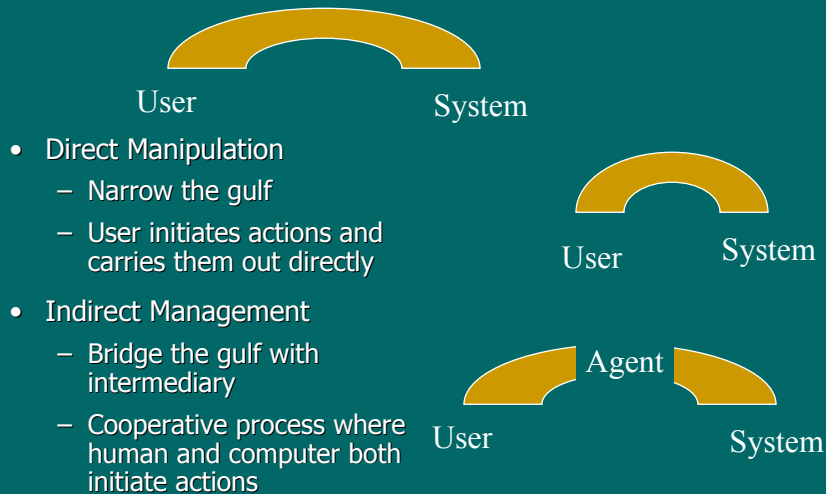 User System
• Direct Manipulation
– Narrow the gulf
– User initiates actions and
carries them out directly
User System
• Indirect Management
– Bridge the gulf with
intermediary
– Cooperative process where
human and computer both
initiate actions
Agent
User System